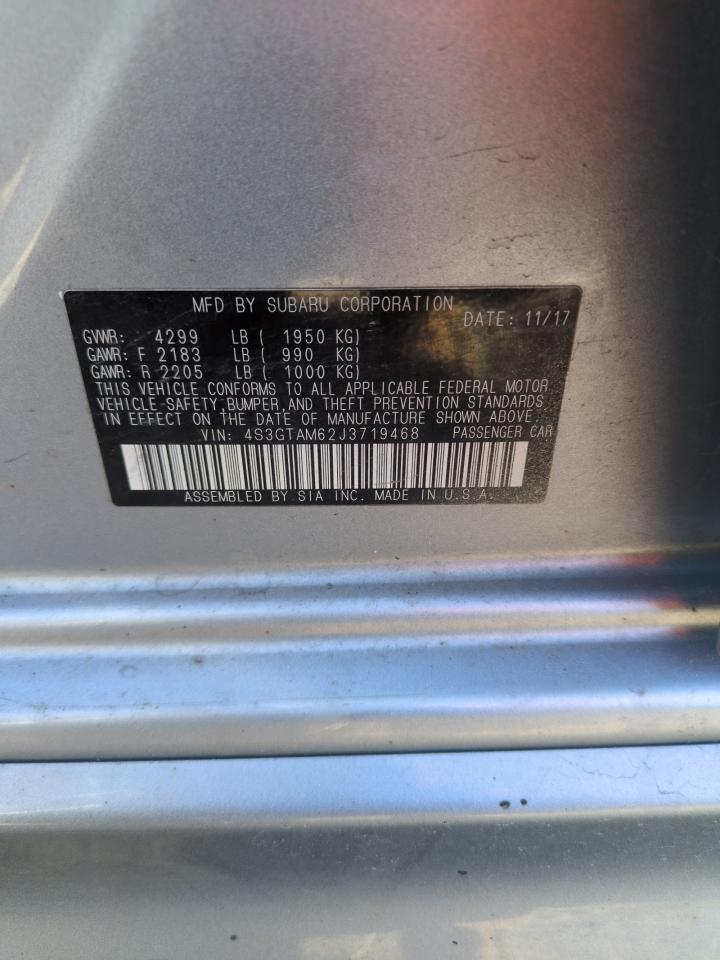 MFD BY SUBARU CORPORATION
DATE: 11/17
GVWR: 4299 LB ( 1950 KG)
GAWR: F 2183 LB ( 990 KG)
GAWR: R 2205 LB ( 1000 KG)
THIS VEHICLE CONFORMS TO ALL APPLICABLE FEDERAL MOTOR
VEHICLE SAFETY, BUMPER, AND THEFT PREVENTION STANDARDS
IN EFFECT ON THE DATE OF MANUFACTURE SHOWN ABOVE.
VIN: 4S3GTAM62J3719468 PASSENGER CAR
ASSEMBLED BY SIA INC. MADE IN U.S.A.